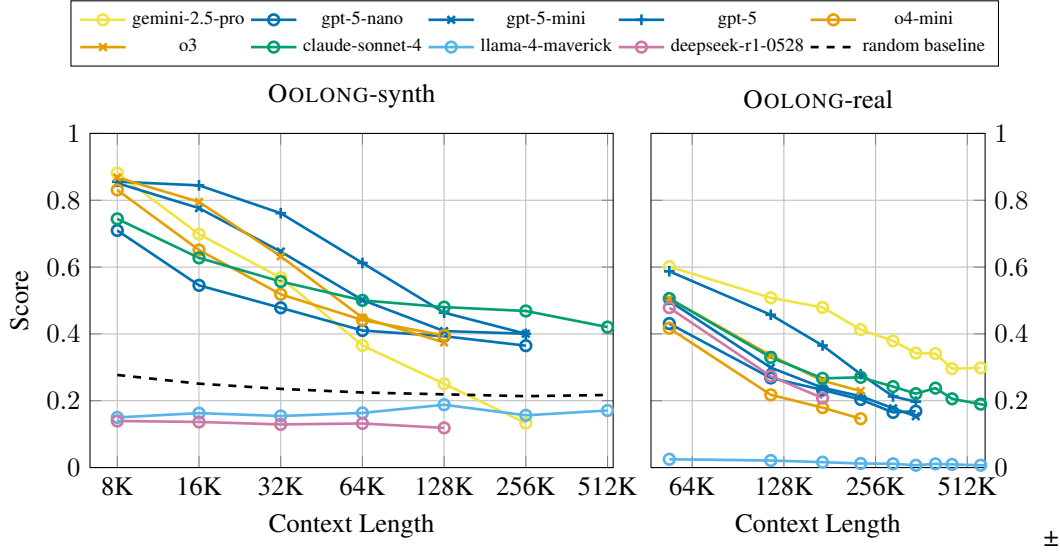 gemini-2.5-pro gpt-5-nano gpt-5-mini gpt-5 o4-mini
o3 claude-sonnet-4 llama-4-maverick deepseek-r1-0528 random baseline
OOLONG-synth OOLONG-real
1 1
0.8 0.8
0.6 0.6
0.4 0.4
0.2 0.2
0 0
Score
8K 16K 32K 64K 128K 256K 512K 64K 128K 256K 512K
Context Length Context Length
±